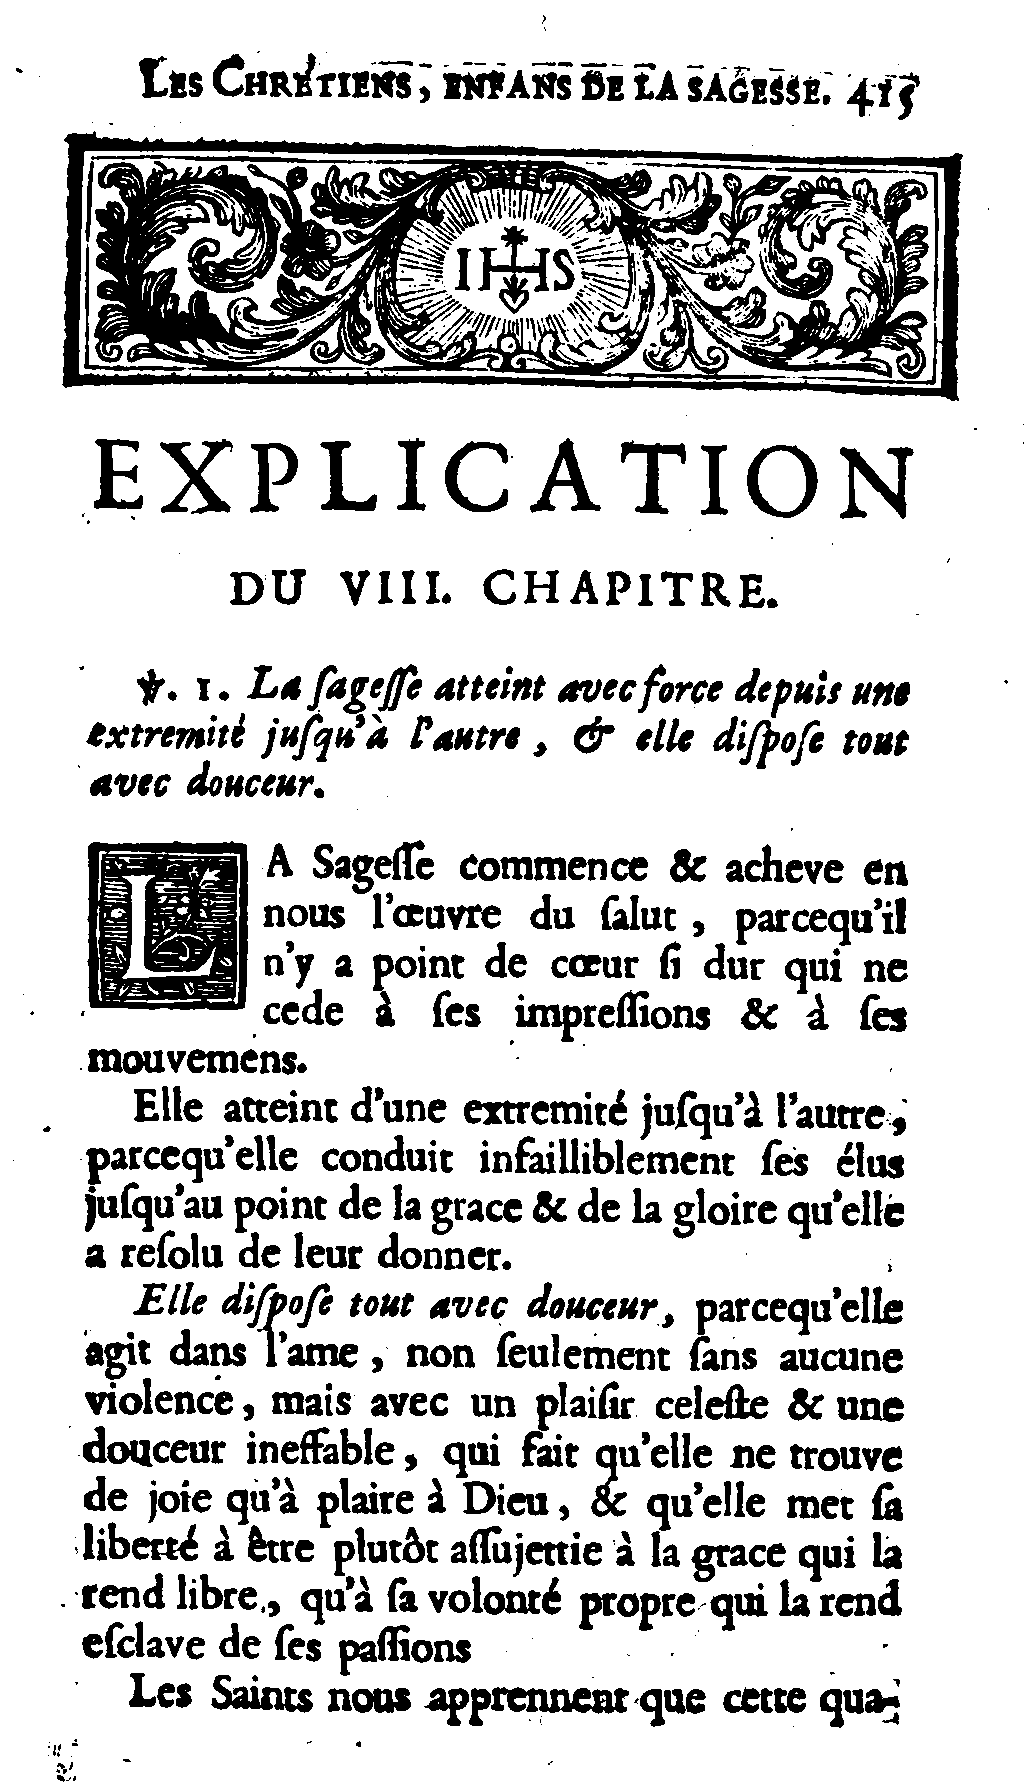 LES CHRÉTIENS, ENFANS DE LA SAGESSE. 415
IHS
EXPLICATION
DU VIII. CHAPITRE.
℣. 1. La ſageſſe atteint avec force depuis une
extremité juſqu'à l'autre, & elle diſpoſe tout
avec douceur.
LA Sageſſe commence & acheve en
nous l'œuvre du ſalut, parcequ'il
n'y a point de cœur ſi dur qui ne
cede à ſes impreſſions & à ſes
mouvemens.
Elle atteint d'une extremité juſqu'à l'autre,
parcequ'elle conduit infailliblement ſes élus
juſqu'au point de la grace & de la gloire qu'elle
a reſolu de leur donner.
Elle diſpoſe tout avec douceur, parcequ'elle
agit dans l'ame, non ſeulement ſans aucune
violence, mais avec un plaiſir celeſte & une
douceur ineffable, qui fait qu'elle ne trouve
de joie qu'à plaire à Dieu, & qu'elle met ſa
liberté à être plutôt aſſujettie à la grace qui la
rend libre, qu'à ſa volonté propre qui la rend
eſclave de ſes paſſions
Les Saints nous apprennent que cette qua-